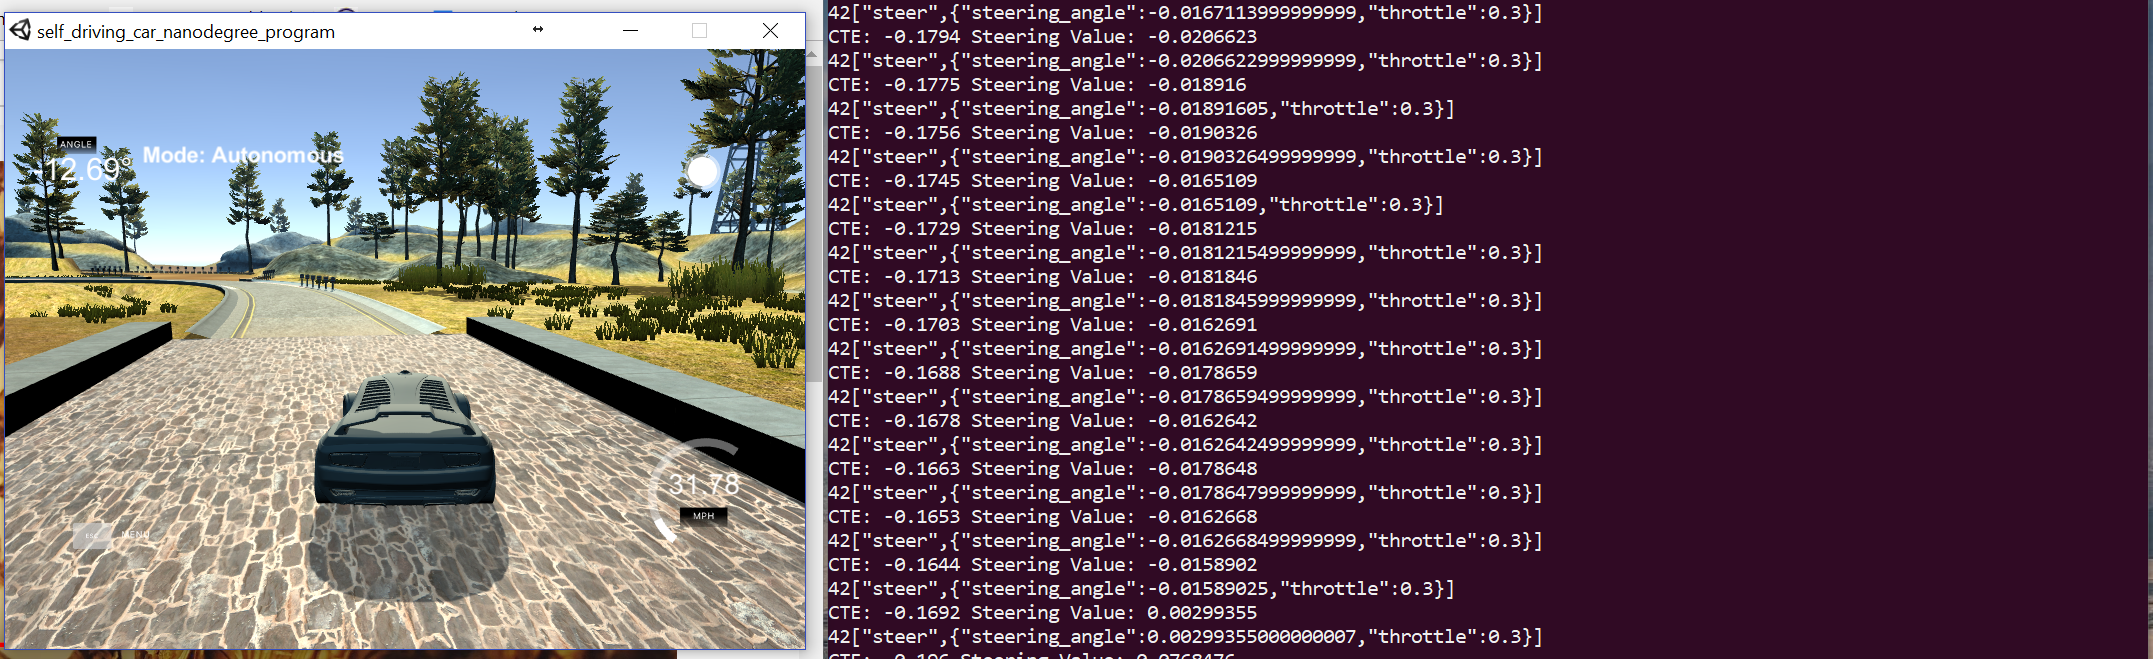 self_driving_car_nanodegree_program
ANGLE
-12.69°
Mode: Autonomous
31.78
MPH
ESC
MENU
42["steer",{"steering_angle":-0.0167113999999999,"throttle":0.3}]
CTE: -0.1794 Steering Value: -0.0206623
42["steer",{"steering_angle":-0.0206622999999999,"throttle":0.3}]
CTE: -0.1775 Steering Value: -0.018916
42["steer",{"steering_angle":-0.01891605,"throttle":0.3}]
CTE: -0.1756 Steering Value: -0.0190326
42["steer",{"steering_angle":-0.0190326499999999,"throttle":0.3}]
CTE: -0.1745 Steering Value: -0.0165109
42["steer",{"steering_angle":-0.0165109,"throttle":0.3}]
CTE: -0.1729 Steering Value: -0.0181215
42["steer",{"steering_angle":-0.0181215499999999,"throttle":0.3}]
CTE: -0.1713 Steering Value: -0.0181846
42["steer",{"steering_angle":-0.0181845999999999,"throttle":0.3}]
CTE: -0.1703 Steering Value: -0.0162691
42["steer",{"steering_angle":-0.0162691499999999,"throttle":0.3}]
CTE: -0.1688 Steering Value: -0.0178659
42["steer",{"steering_angle":-0.0178659499999999,"throttle":0.3}]
CTE: -0.1678 Steering Value: -0.0162642
42["steer",{"steering_angle":-0.0162642499999999,"throttle":0.3}]
CTE: -0.1663 Steering Value: -0.0178648
42["steer",{"steering_angle":-0.0178647999999999,"throttle":0.3}]
CTE: -0.1653 Steering Value: -0.0162668
42["steer",{"steering_angle":-0.0162668499999999,"throttle":0.3}]
CTE: -0.1644 Steering Value: -0.0158902
42["steer",{"steering_angle":-0.01589025,"throttle":0.3}]
CTE: -0.1692 Steering Value: 0.00299355
42["steer",{"steering_angle":0.00299355000000007,"throttle":0.3}]
CTE: -0.196 Steering Value: 0.0768476